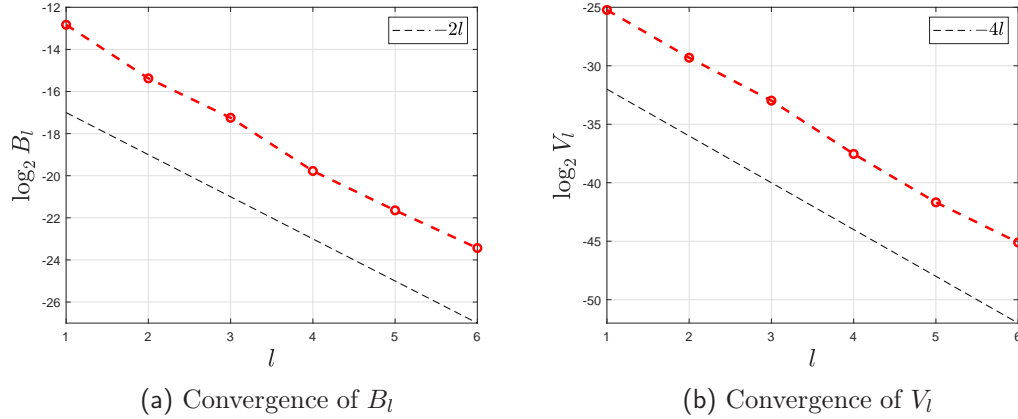 -12
-14
-16
-18
-20
-22
-24
-26
1 2 3 4 5 6
log₂ Bₗ
l
−2l
(a) Convergence of Bₗ
-25
-30
-35
-40
-45
-50
1 2 3 4 5 6
log₂ Vₗ
l
−4l
(b) Convergence of Vₗ